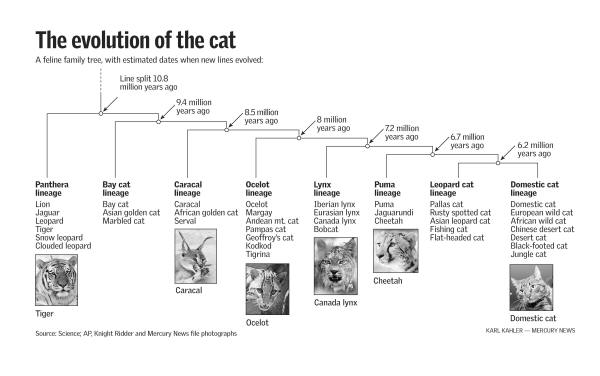 The evolution of the cat
A feline family tree, with estimated dates when new lines evolved:
Line split 10.8
million years ago
9.4 million
years ago
8.5 million
years ago
8 million
years ago
7.2 million
years ago
6.7 million
years ago
6.2 million
years ago
Panthera
lineage
Lion
Jaguar
Leopard
Tiger
Snow leopard
Clouded leopard
Tiger
Bay cat
lineage
Bay cat
Asian golden cat
Marbled cat
Caracal
lineage
Caracal
African golden cat
Serval
Caracal
Ocelot
lineage
Ocelot
Margay
Andean mt. cat
Pampas cat
Geoffroy's cat
Kodkod
Tigrina
Ocelot
Lynx
lineage
Iberian lynx
Eurasian lynx
Canada lynx
Bobcat
Canada lynx
Puma
lineage
Puma
Jaguarundi
Cheetah
Cheetah
Leopard cat
lineage
Pallas cat
Rusty spotted cat
Asian leopard cat
Fishing cat
Flat-headed cat
Domestic cat
lineage
Domestic cat
European wild cat
African wild cat
Chinese desert cat
Desert cat
Black-footed cat
Jungle cat
Domestic cat
Source: Science; AP, Knight Ridder and Mercury News file photographs
KARL KAHLER — MERCURY NEWS